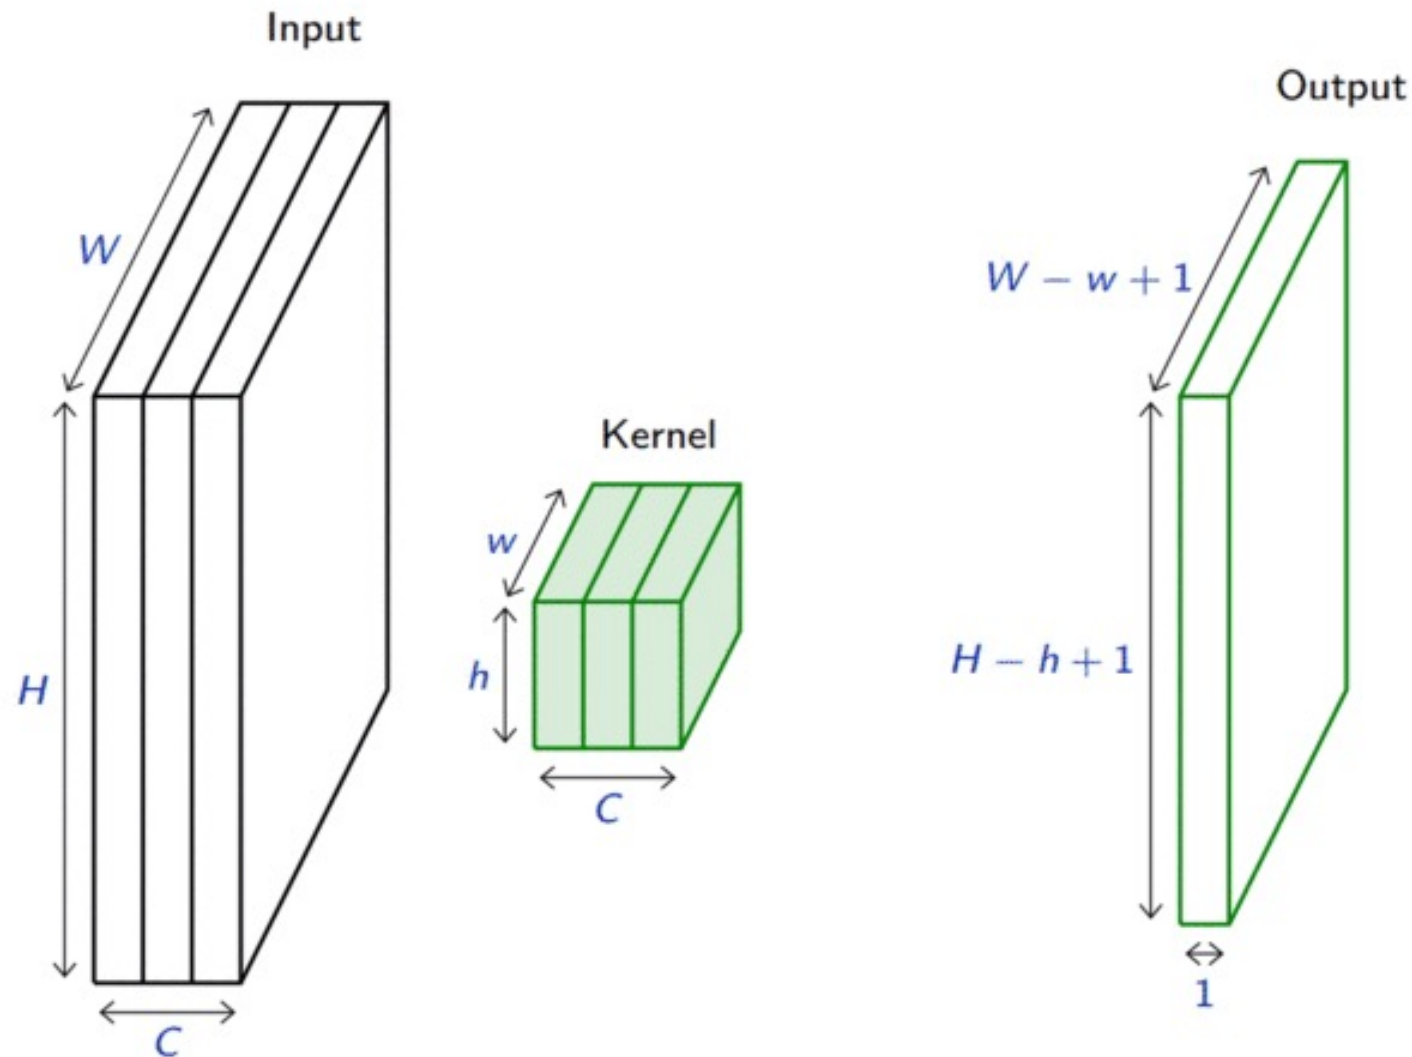 Input
W
H
C
Kernel
w
h
C
Output
W − w + 1
H − h + 1
1